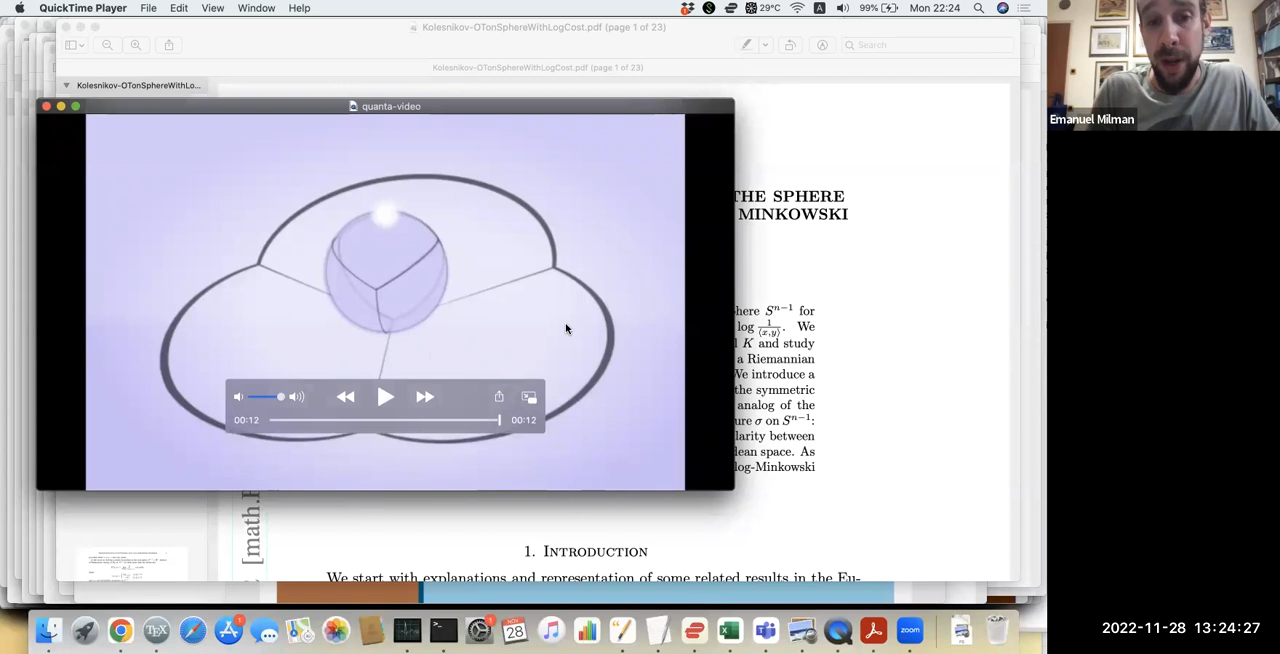 QuickTime Player File Edit View Window Help 29°C A 99% Mon 22:24
Kolesnikov-OTonSphereWithLogCost.pdf (page 1 of 23)
Search
Kolesnikov-OTonSphereWithLogCost.pdf (page 1 of 23)
Kolesnikov-OTonSphereWithLo...
quanta-video
THE SPHERE
MINKOWSKI
here S^{n−1} for
log 1/⟨x,y⟩. We
K and study
a Riemannian
We introduce a
the symmetric
analog of the
ure σ on S^{n−1}:
larity between
lean space. As
log-Minkowski
00:12 00:12
[math.
1. INTRODUCTION
We start with explanations and representation of some related results in the Eu-
NOV
28
TEX
zoom
Emanuel Milman
2022-11-28 13:24:27